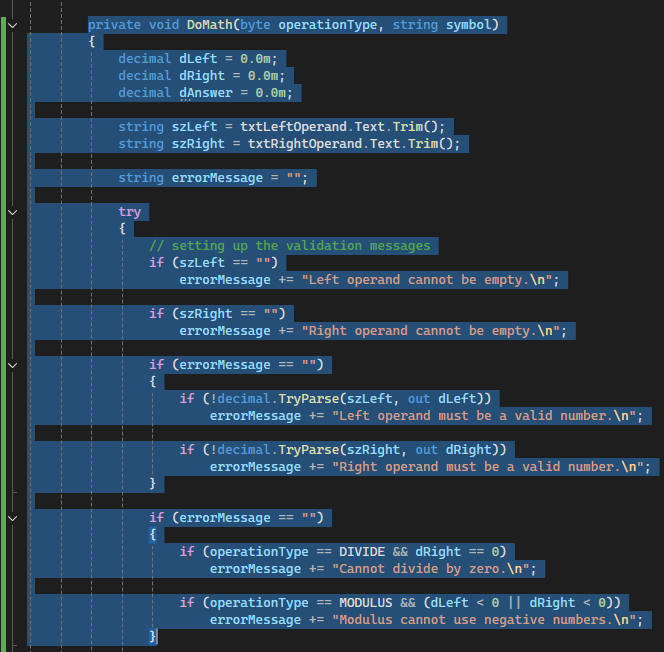 private void DoMath(byte operationType, string symbol)
{
decimal dLeft = 0.0m;
decimal dRight = 0.0m;
decimal dAnswer = 0.0m;
string szLeft = txtLeftOperand.Text.Trim();
string szRight = txtRightOperand.Text.Trim();
string errorMessage = "";
try
{
// setting up the validation messages
if (szLeft == "")
errorMessage += "Left operand cannot be empty.\n";
if (szRight == "")
errorMessage += "Right operand cannot be empty.\n";
if (errorMessage == "")
{
if (!decimal.TryParse(szLeft, out dLeft))
errorMessage += "Left operand must be a valid number.\n";
if (!decimal.TryParse(szRight, out dRight))
errorMessage += "Right operand must be a valid number.\n";
}
if (errorMessage == "")
{
if (operationType == DIVIDE && dRight == 0)
errorMessage += "Cannot divide by zero.\n";
if (operationType == MODULUS && (dLeft < 0 || dRight < 0))
errorMessage += "Modulus cannot use negative numbers.\n";
}